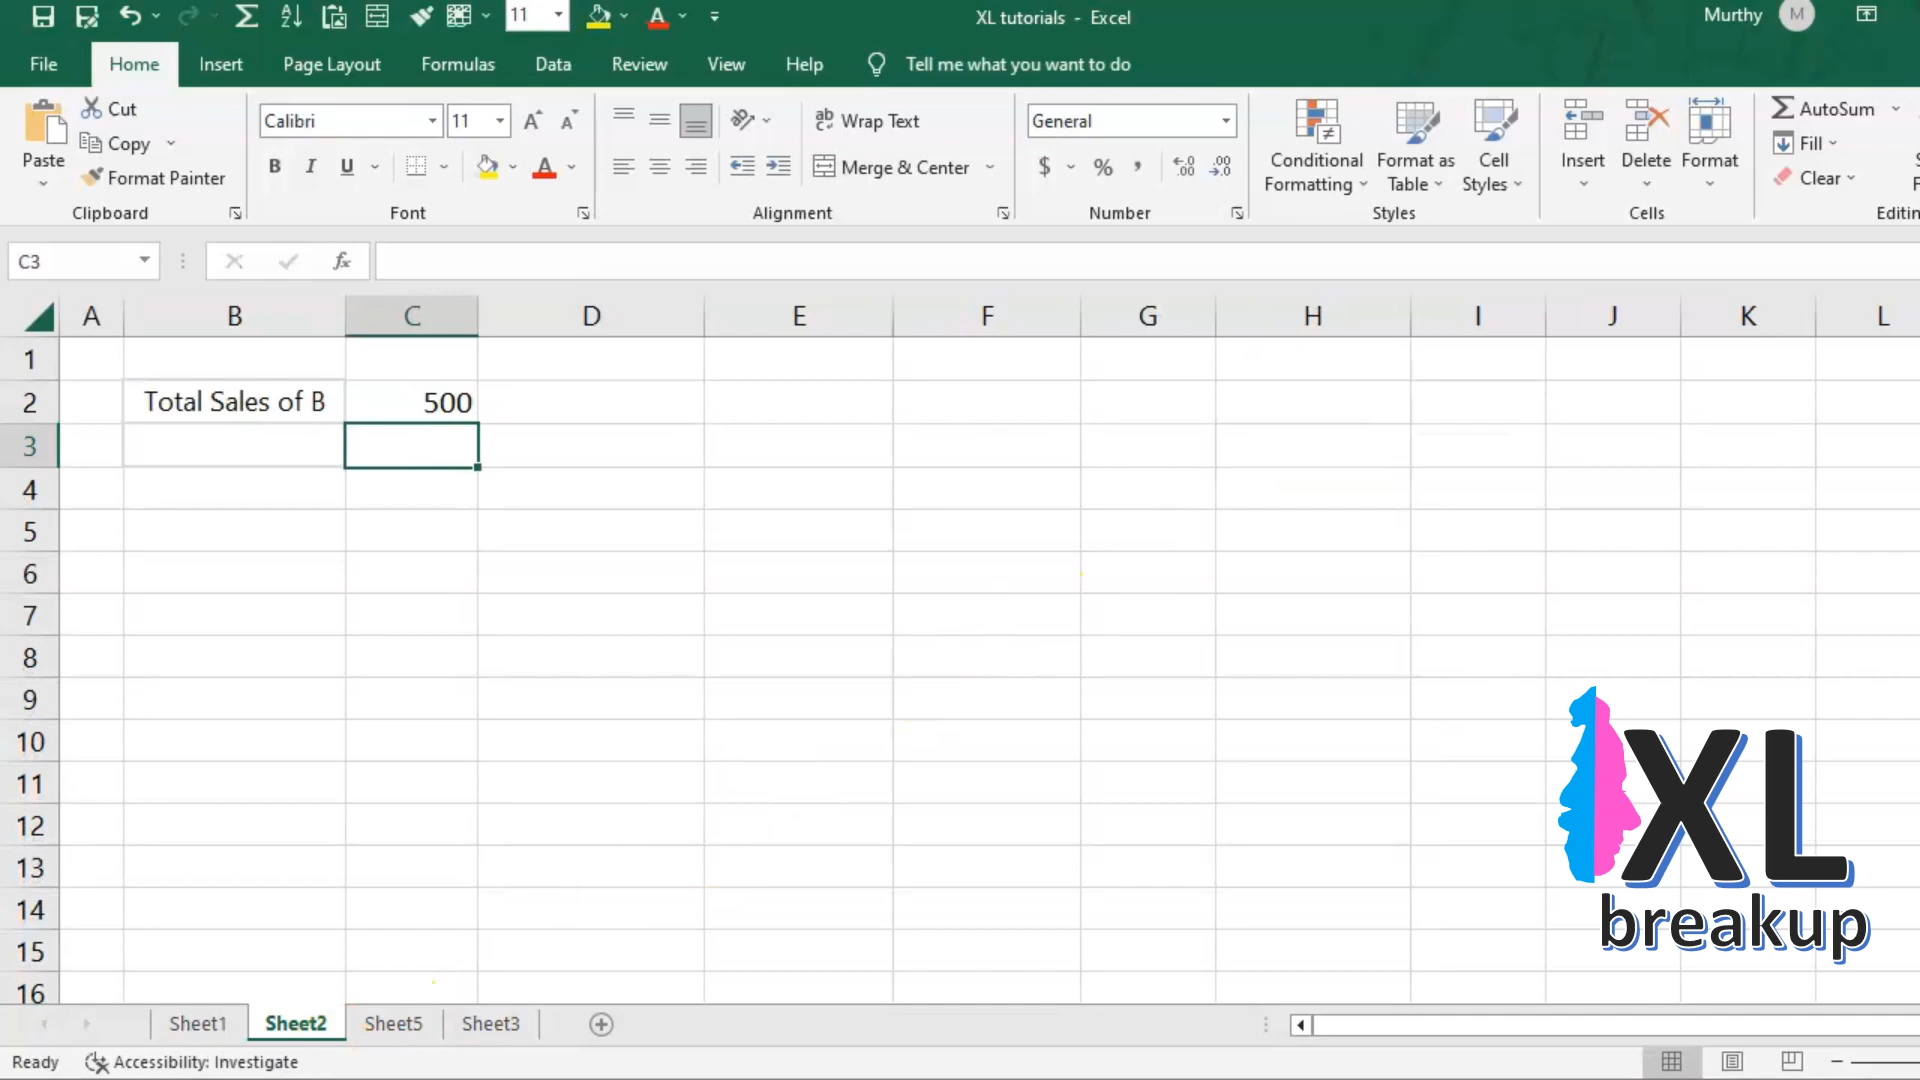 11
A
XL tutorials - Excel
Murthy
M
File
Home
Insert
Page Layout
Formulas
Data
Review
View
Help
Tell me what you want to do
Paste
Cut
Copy
Format Painter
Clipboard
Calibri
11
A
A
B
I
U
A
Font
ab
Wrap Text
Merge & Center
Alignment
General
$
%
Number
Conditional
Formatting
Format as
Table
Cell
Styles
Styles
Insert
Delete
Format
Cells
AutoSum
Fill
Clear
Editin
C3
fx
A B C D E F G H I J K L
1
2 Total Sales of B 500
3
4
5
6
7
8
9
10
11
12
13
14
15
16
XL
breakup
Sheet1
Sheet2
Sheet5
Sheet3
Ready
Accessibility: Investigate